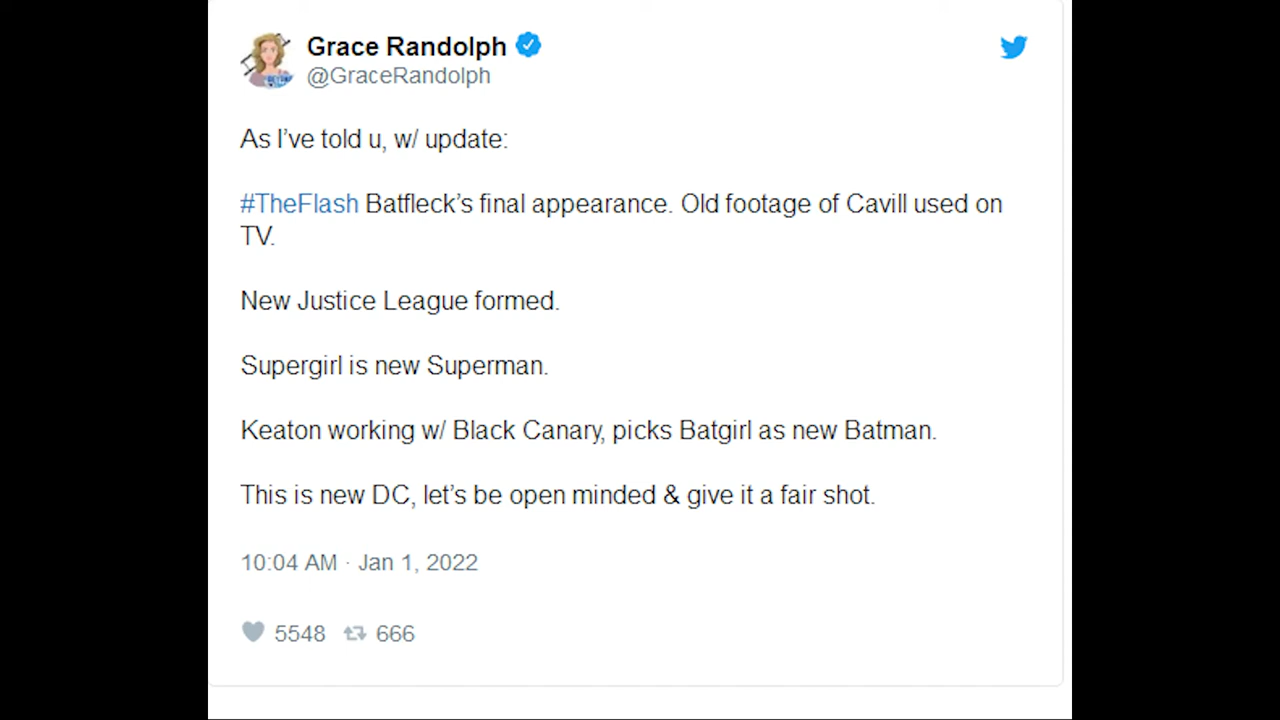 Grace Randolph
@GraceRandolph
As I’ve told u, w/ update:
#TheFlash Batfleck’s final appearance. Old footage of Cavill used on
TV.
New Justice League formed.
Supergirl is new Superman.
Keaton working w/ Black Canary, picks Batgirl as new Batman.
This is new DC, let’s be open minded & give it a fair shot.
10:04 AM · Jan 1, 2022
5548 666